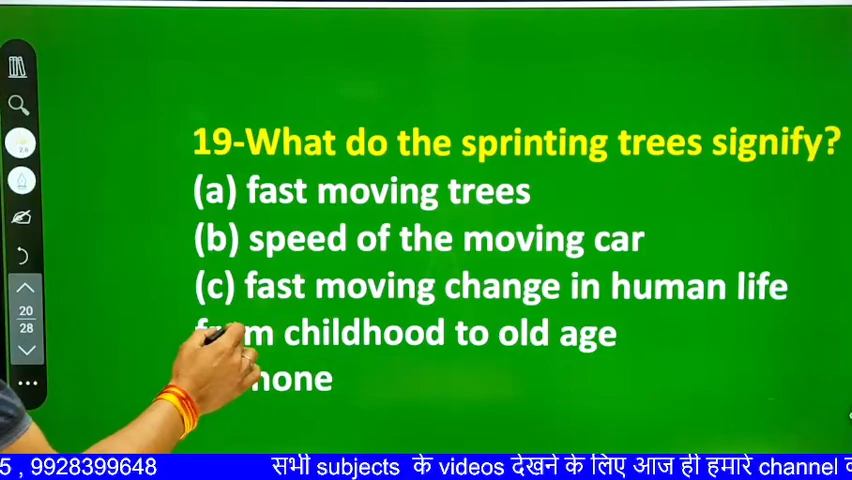 19-What do the sprinting trees signify?
(a) fast moving trees
(b) speed of the moving car
(c) fast moving change in human life
childhood to old age
none
20
28
5 , 9928399648 सभी subjects के videos देखने के लिए आज ही हमारे channel